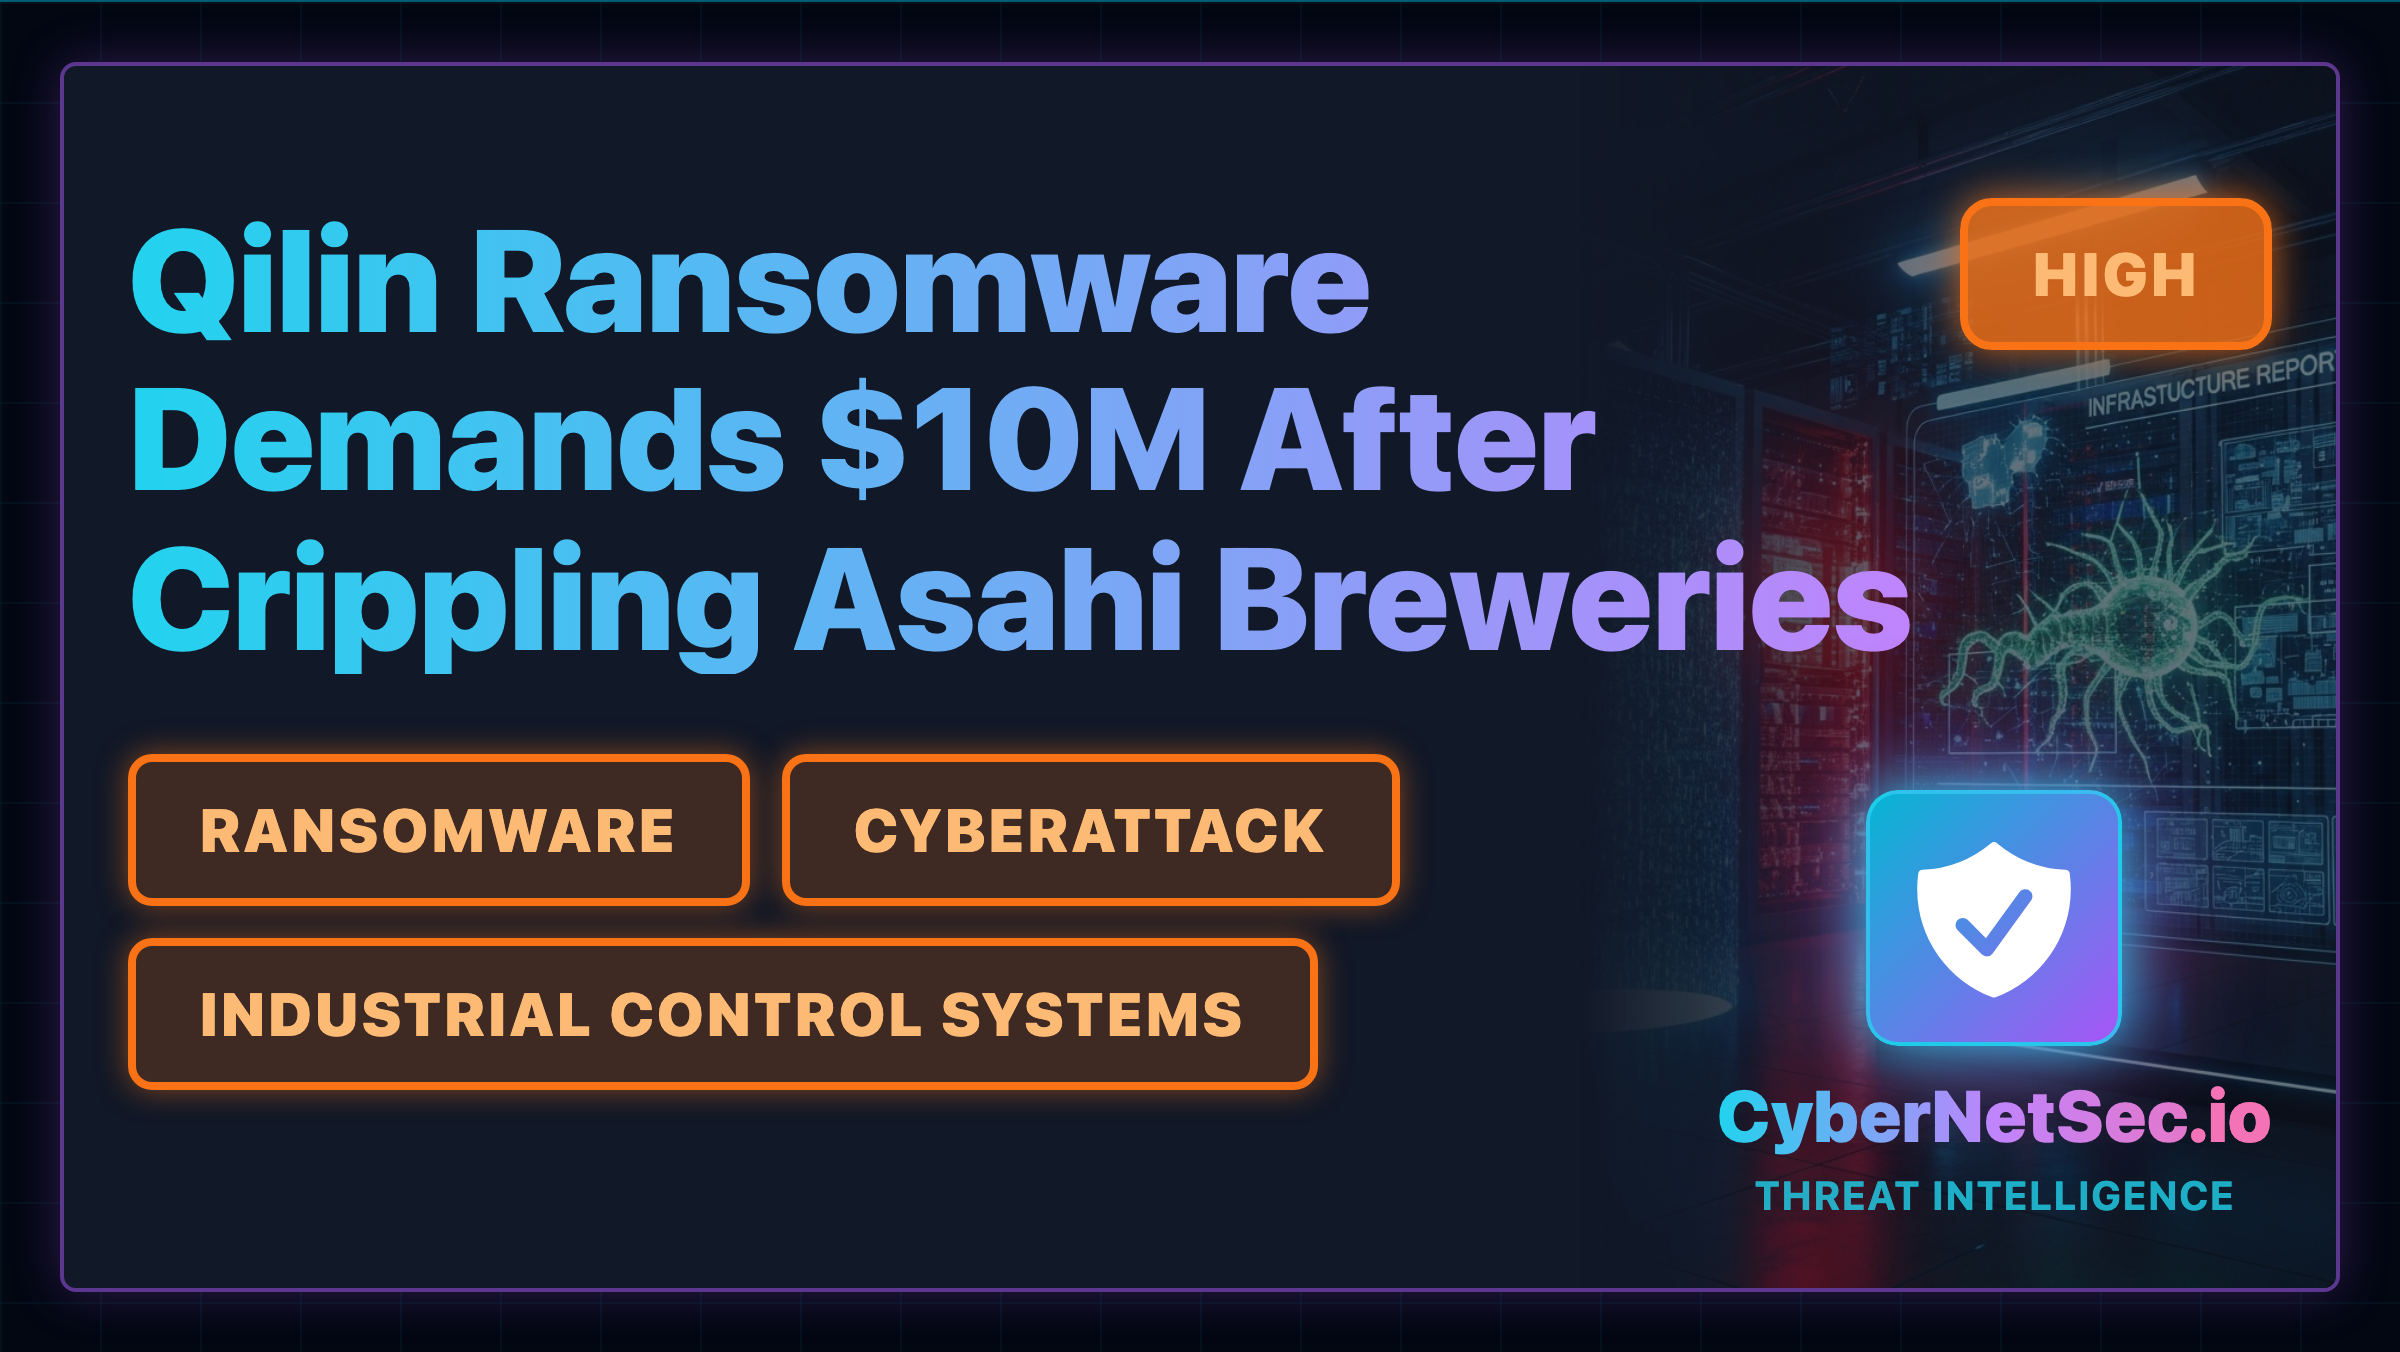 Qilin Ransomware
Demands $10M After
Crippling Asahi Breweries
HIGH
INFRASTUCTURE REPOR
RANSOMWARE
CYBERATTACK
INDUSTRIAL CONTROL SYSTEMS
CyberNetSec.io
THREAT INTELLIGENCE